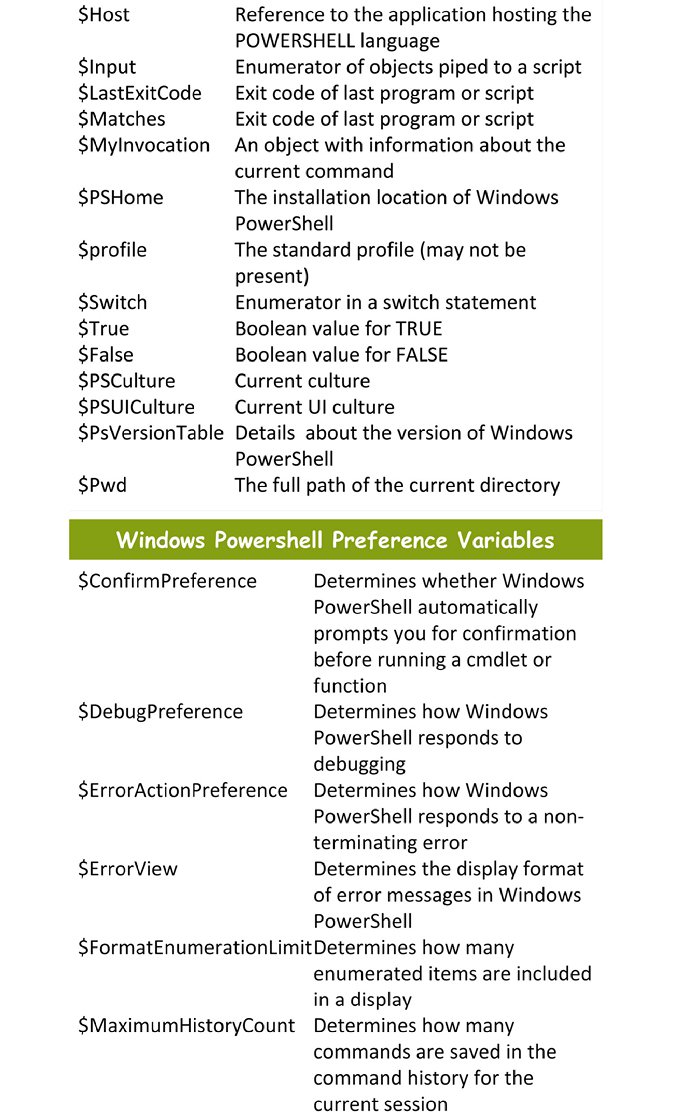 $Host Reference to the application hosting the
POWERSHELL language
$Input Enumerator of objects piped to a script
$LastExitCode Exit code of last program or script
$Matches Exit code of last program or script
$MyInvocation An object with information about the
current command
$PSHome The installation location of Windows
PowerShell
$profile The standard profile (may not be
present)
$Switch Enumerator in a switch statement
$True Boolean value for TRUE
$False Boolean value for FALSE
$PSCulture Current culture
$PSUICulture Current UI culture
$PsVersionTable Details about the version of Windows
PowerShell
$Pwd The full path of the current directory
Windows Powershell Preference Variables
$ConfirmPreference Determines whether Windows
PowerShell automatically
prompts you for confirmation
before running a cmdlet or
function
$DebugPreference Determines how Windows
PowerShell responds to
debugging
$ErrorActionPreference Determines how Windows
PowerShell responds to a non-
terminating error
$ErrorView Determines the display format
of error messages in Windows
PowerShell
$FormatEnumerationLimit Determines how many
enumerated items are included
in a display
$MaximumHistoryCount Determines how many
commands are saved in the
command history for the
current session